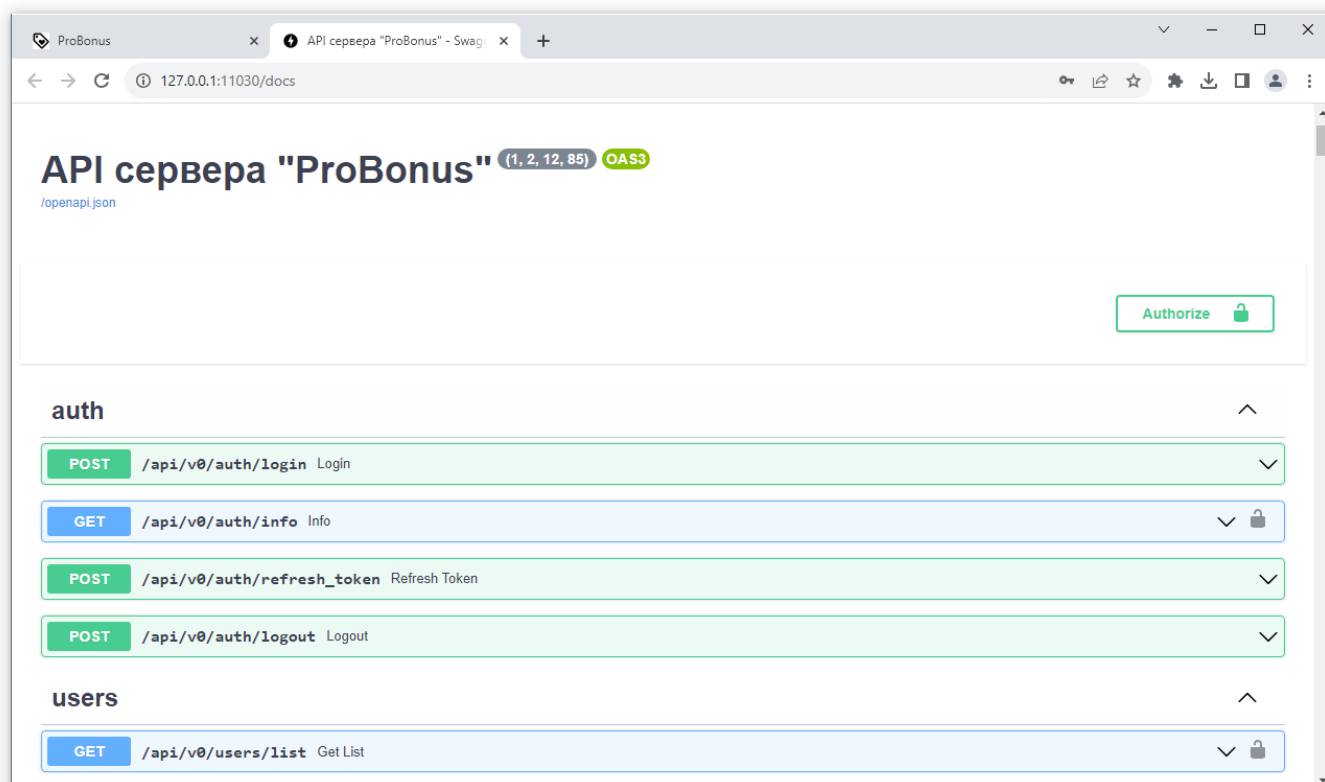 ProBonus
API сервера "ProBonus" - Swag
127.0.0.1:11030/docs
API сервера "ProBonus" (1, 2, 12, 85) OAS3
/openapi.json
Authorize
auth
POST /api/v0/auth/login Login
GET /api/v0/auth/info Info
POST /api/v0/auth/refresh_token Refresh Token
POST /api/v0/auth/logout Logout
users
GET /api/v0/users/list Get List